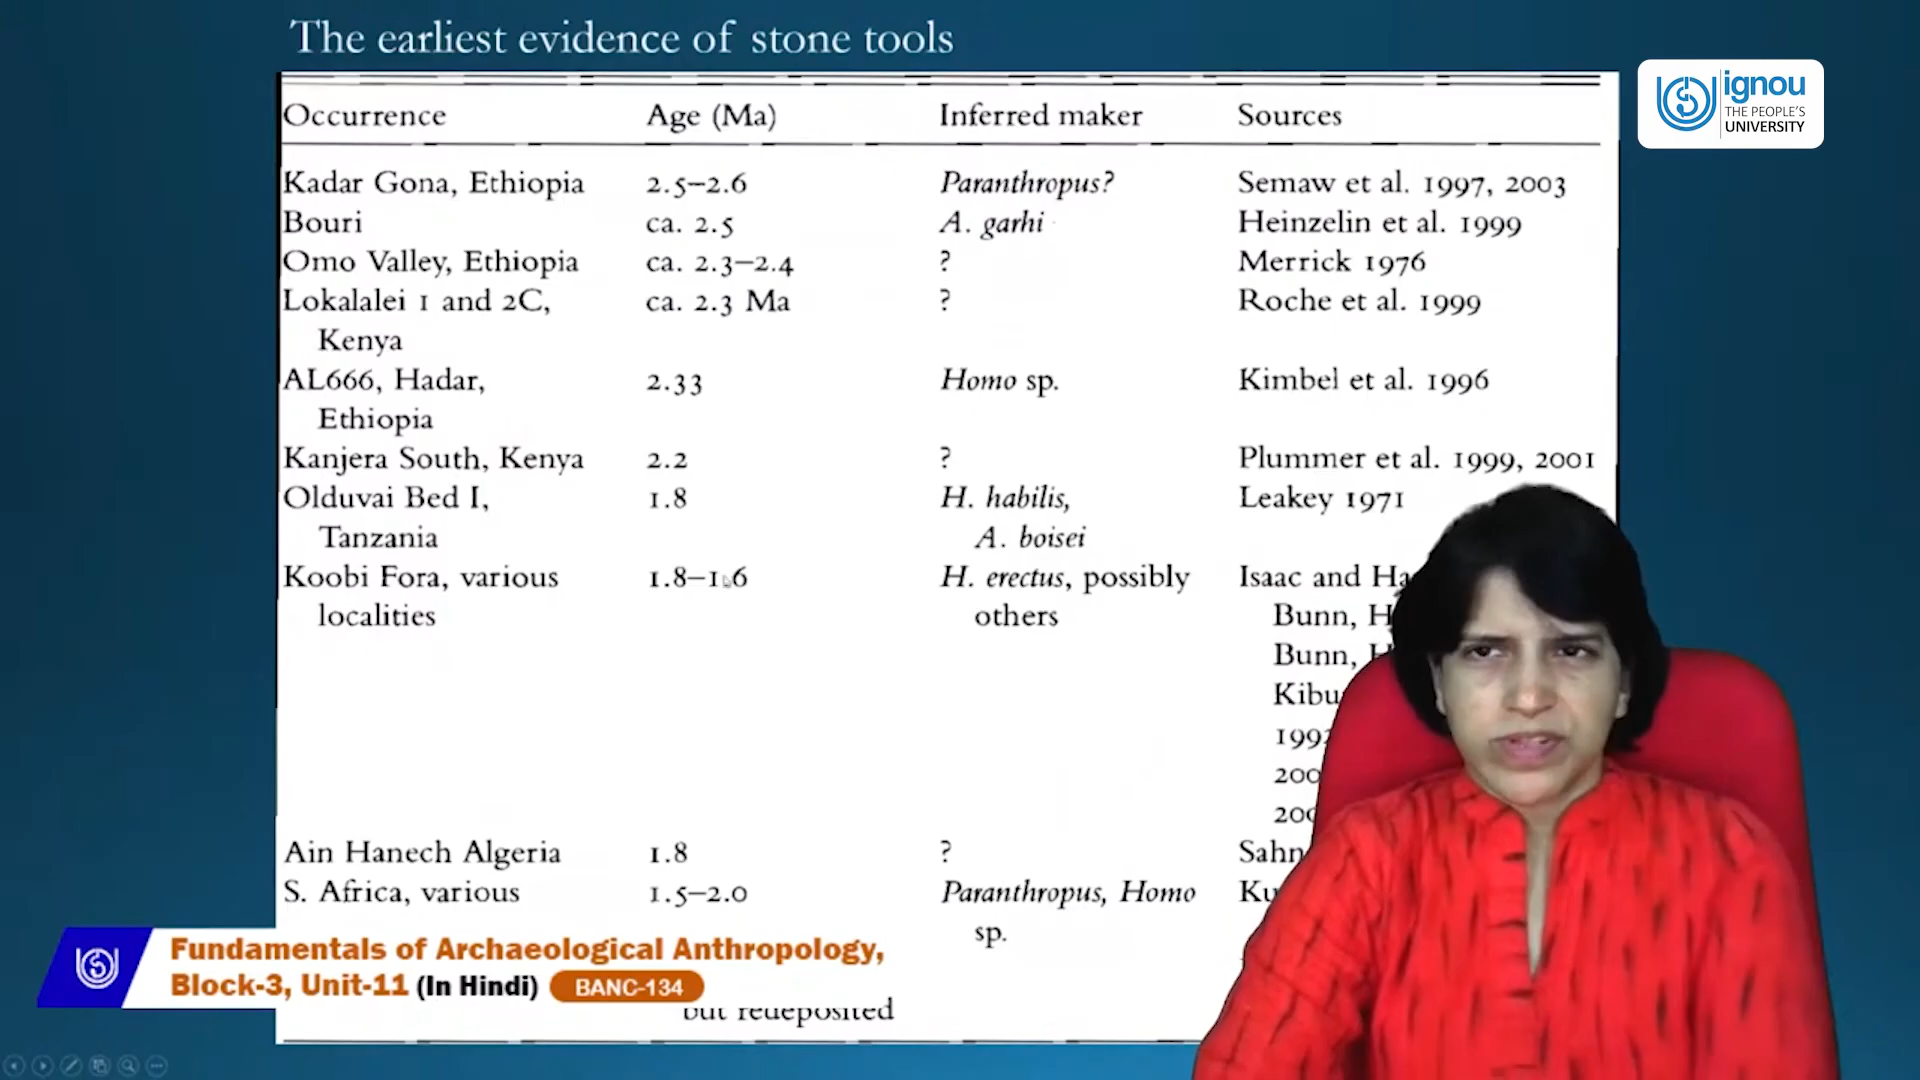 The earliest evidence of stone tools
ignou
THE PEOPLE'S
UNIVERSITY
Occurrence Age (Ma) Inferred maker Sources
Kadar Gona, Ethiopia 2.5–2.6 Paranthropus? Semaw et al. 1997, 2003
Bouri ca. 2.5 A. garhi Heinzelin et al. 1999
Omo Valley, Ethiopia ca. 2.3–2.4 ? Merrick 1976
Lokalalei 1 and 2C, ca. 2.3 Ma ? Roche et al. 1999
Kenya
AL666, Hadar, 2.33 Homo sp. Kimbel et al. 1996
Ethiopia
Kanjera South, Kenya 2.2 ? Plummer et al. 1999, 2001
Olduvai Bed I, 1.8 H. habilis, Leakey 1971
Tanzania A. boisei
Koobi Fora, various 1.8–1.6 H. erectus, possibly Isaac and
localities others Bunn,
Bunn,
Ain Hanech Algeria 1.8 ?
S. Africa, various 1.5–2.0 Paranthropus, Homo
sp.
Fundamentals of Archaeological Anthropology,
Block-3, Unit-11 (In Hindi) BANC-134
but redeposited